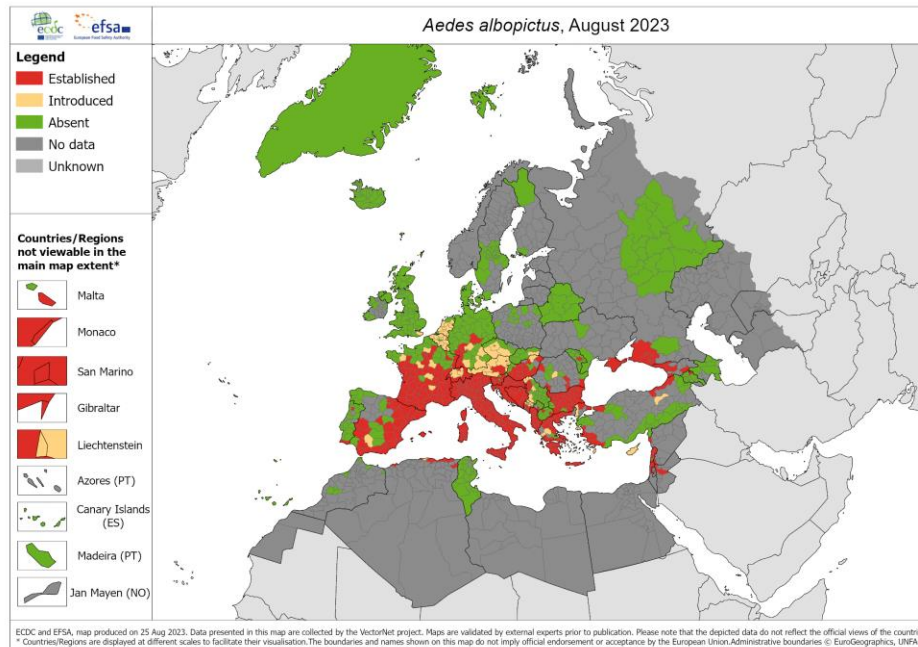 ecdc
efsa
European Food Safety Authority
Aedes albopictus, August 2023
Legend
Established
Introduced
Absent
No data
Unknown
Countries/Regions
not viewable in the
main map extent*
Malta
Monaco
San Marino
Gibraltar
Liechtenstein
Azores (PT)
Canary Islands
(ES)
Madeira (PT)
Jan Mayen (NO)
ECDC and EFSA, map produced on 25 Aug 2023. Data presented in this map are collected by the VectorNet project. Maps are validated by external experts prior to publication. Please note that the depicted data do not reflect the official views of the countri
* Countries/Regions are displayed at different scales to facilitate their visualisation.The boundaries and names shown on this map do not imply official endorsement or acceptance by the European Union.Administrative boundaries © EuroGeographics, UNFA